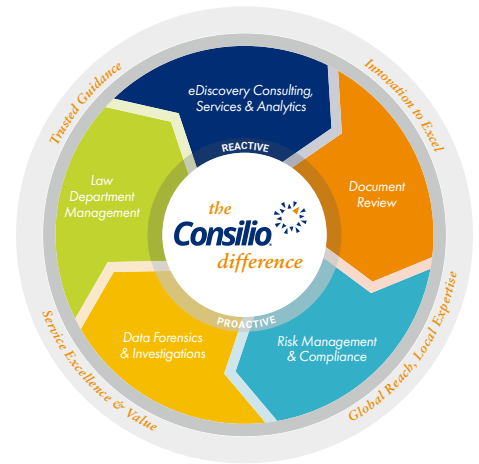 Trusted Guidance
Innovation to Excel
eDiscovery Consulting,
Services & Analytics
REACTIVE
Law
Department
Management
Document
Review
the
Consilio
difference
PROACTIVE
Data Forensics
& Investigations
Risk Management
& Compliance
Service Excellence & Value
Global Reach, Local Expertise